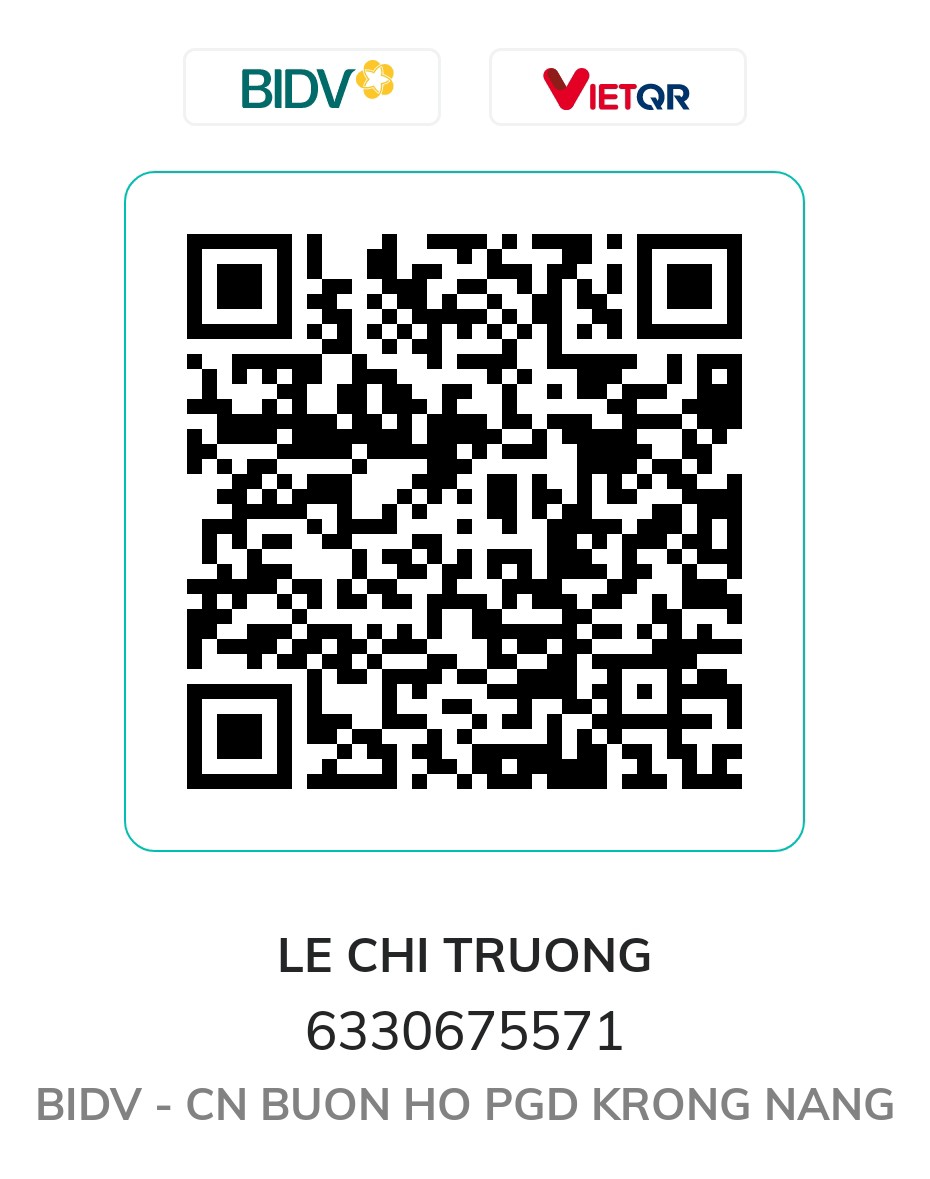 BIDV
VIETQR
LE CHI TRUONG
6330675571
BIDV - CN BUON HO PGD KRONG NANG